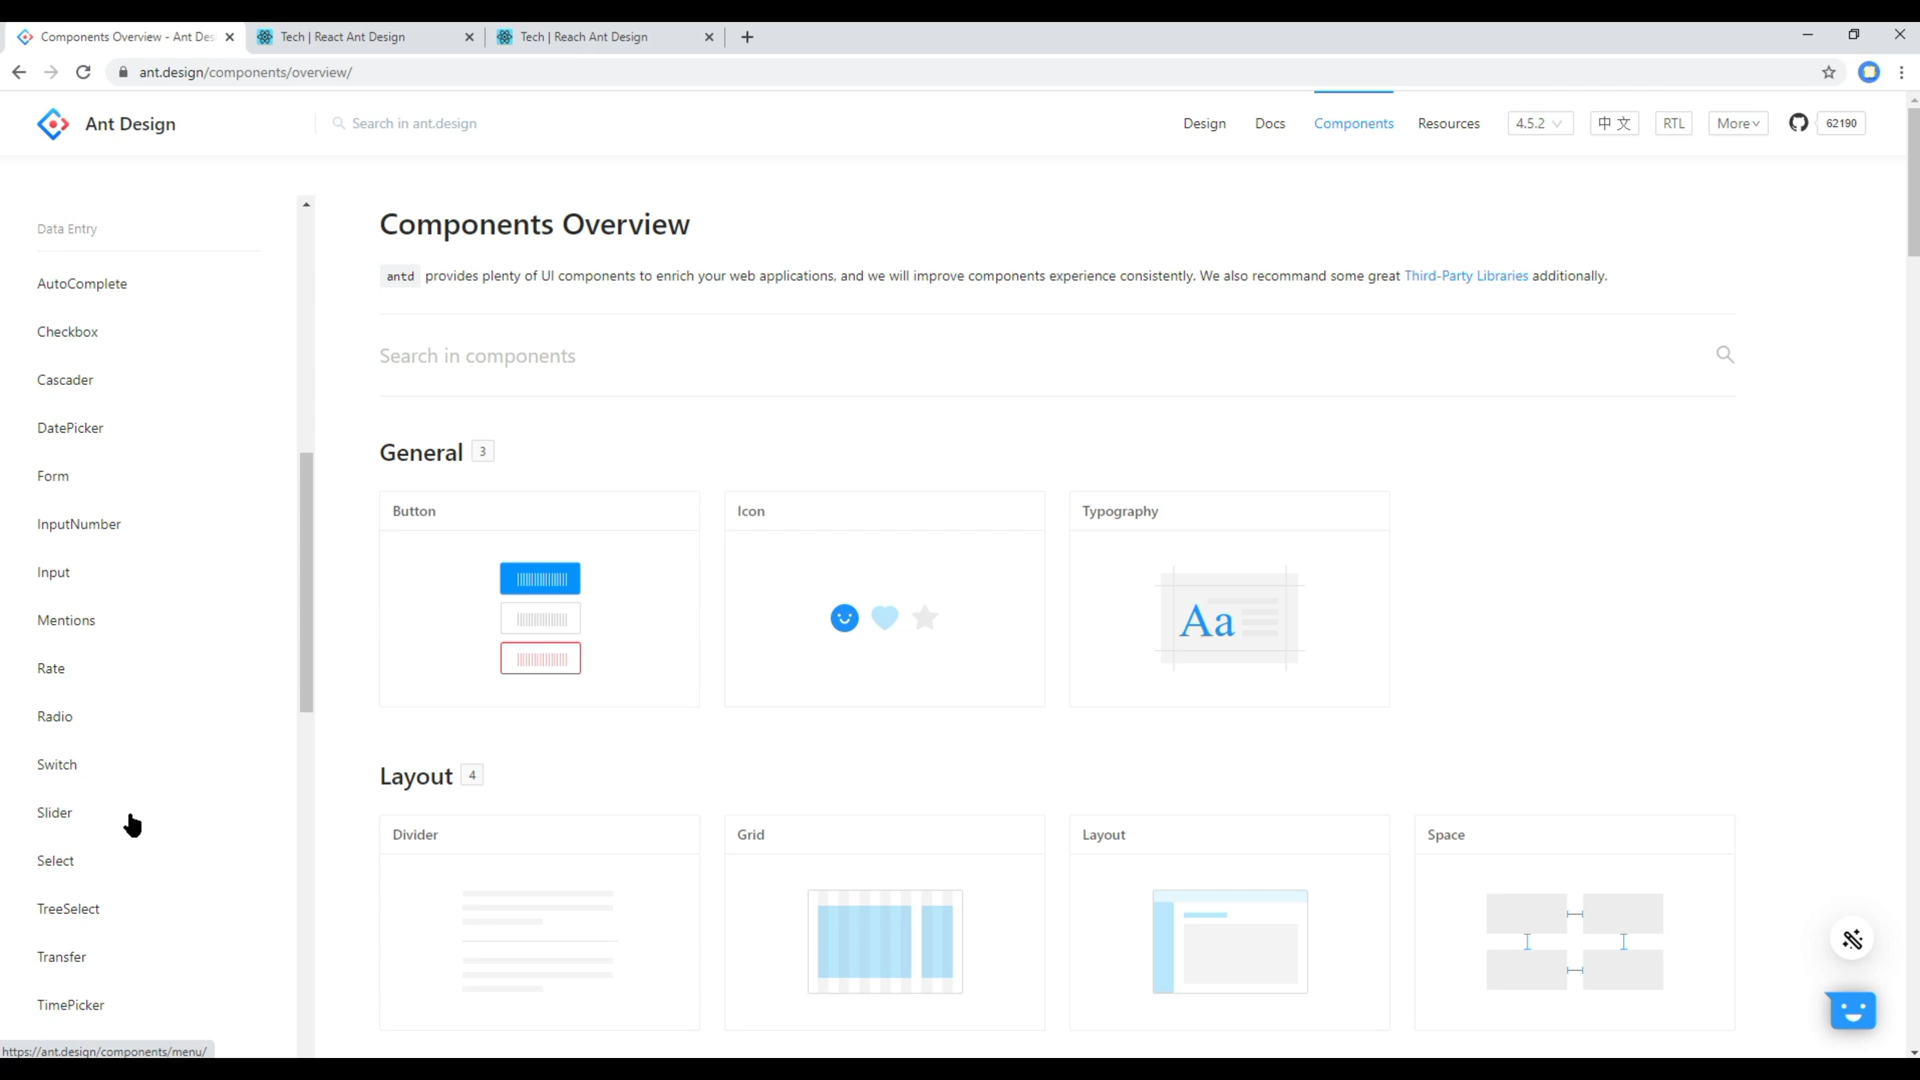 Components Overview - Ant Des
Tech | React Ant Design
Tech | Reach Ant Design
ant.design/components/overview/
Ant Design
Search in ant.design
Design
Docs
Components
Resources
4.5.2
中文
RTL
More
62190
Data Entry
AutoComplete
Checkbox
Cascader
DatePicker
Form
InputNumber
Input
Mentions
Rate
Radio
Switch
Slider
Select
TreeSelect
Transfer
TimePicker
https://ant.design/components/menu/
Components Overview
antd provides plenty of UI components to enrich your web applications, and we will improve components experience consistently. We also recommand some great Third-Party Libraries additionally.
Search in components
General 3
Button
Icon
Typography
Aa
Layout 4
Divider
Grid
Layout
Space